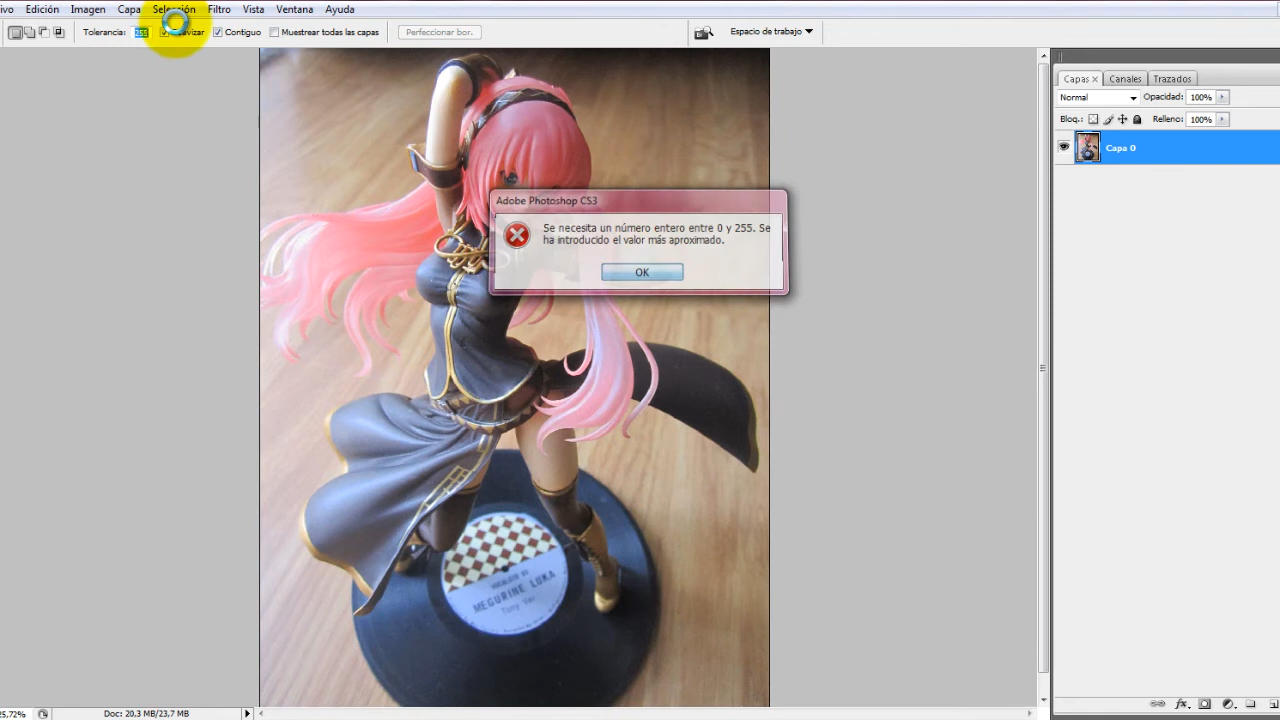 ivo Edición Imagen Capa Selección Filtro Vista Ventana Ayuda
Tolerancia: 255 Contiguo Muestrear todas las capas Perfeccionar bor. Espacio de trabajo
Capas Canales Trazados
Normal Opacidad: 100%
Bloq.: Relleno: 100%
Capa 0
Adobe Photoshop CS3
Se necesita un número entero entre 0 y 255. Se
ha introducido el valor más aproximado.
OK
MEGURINE LUKA
Tony Ver
25,72% Doc: 20,3 MB/23,7 MB